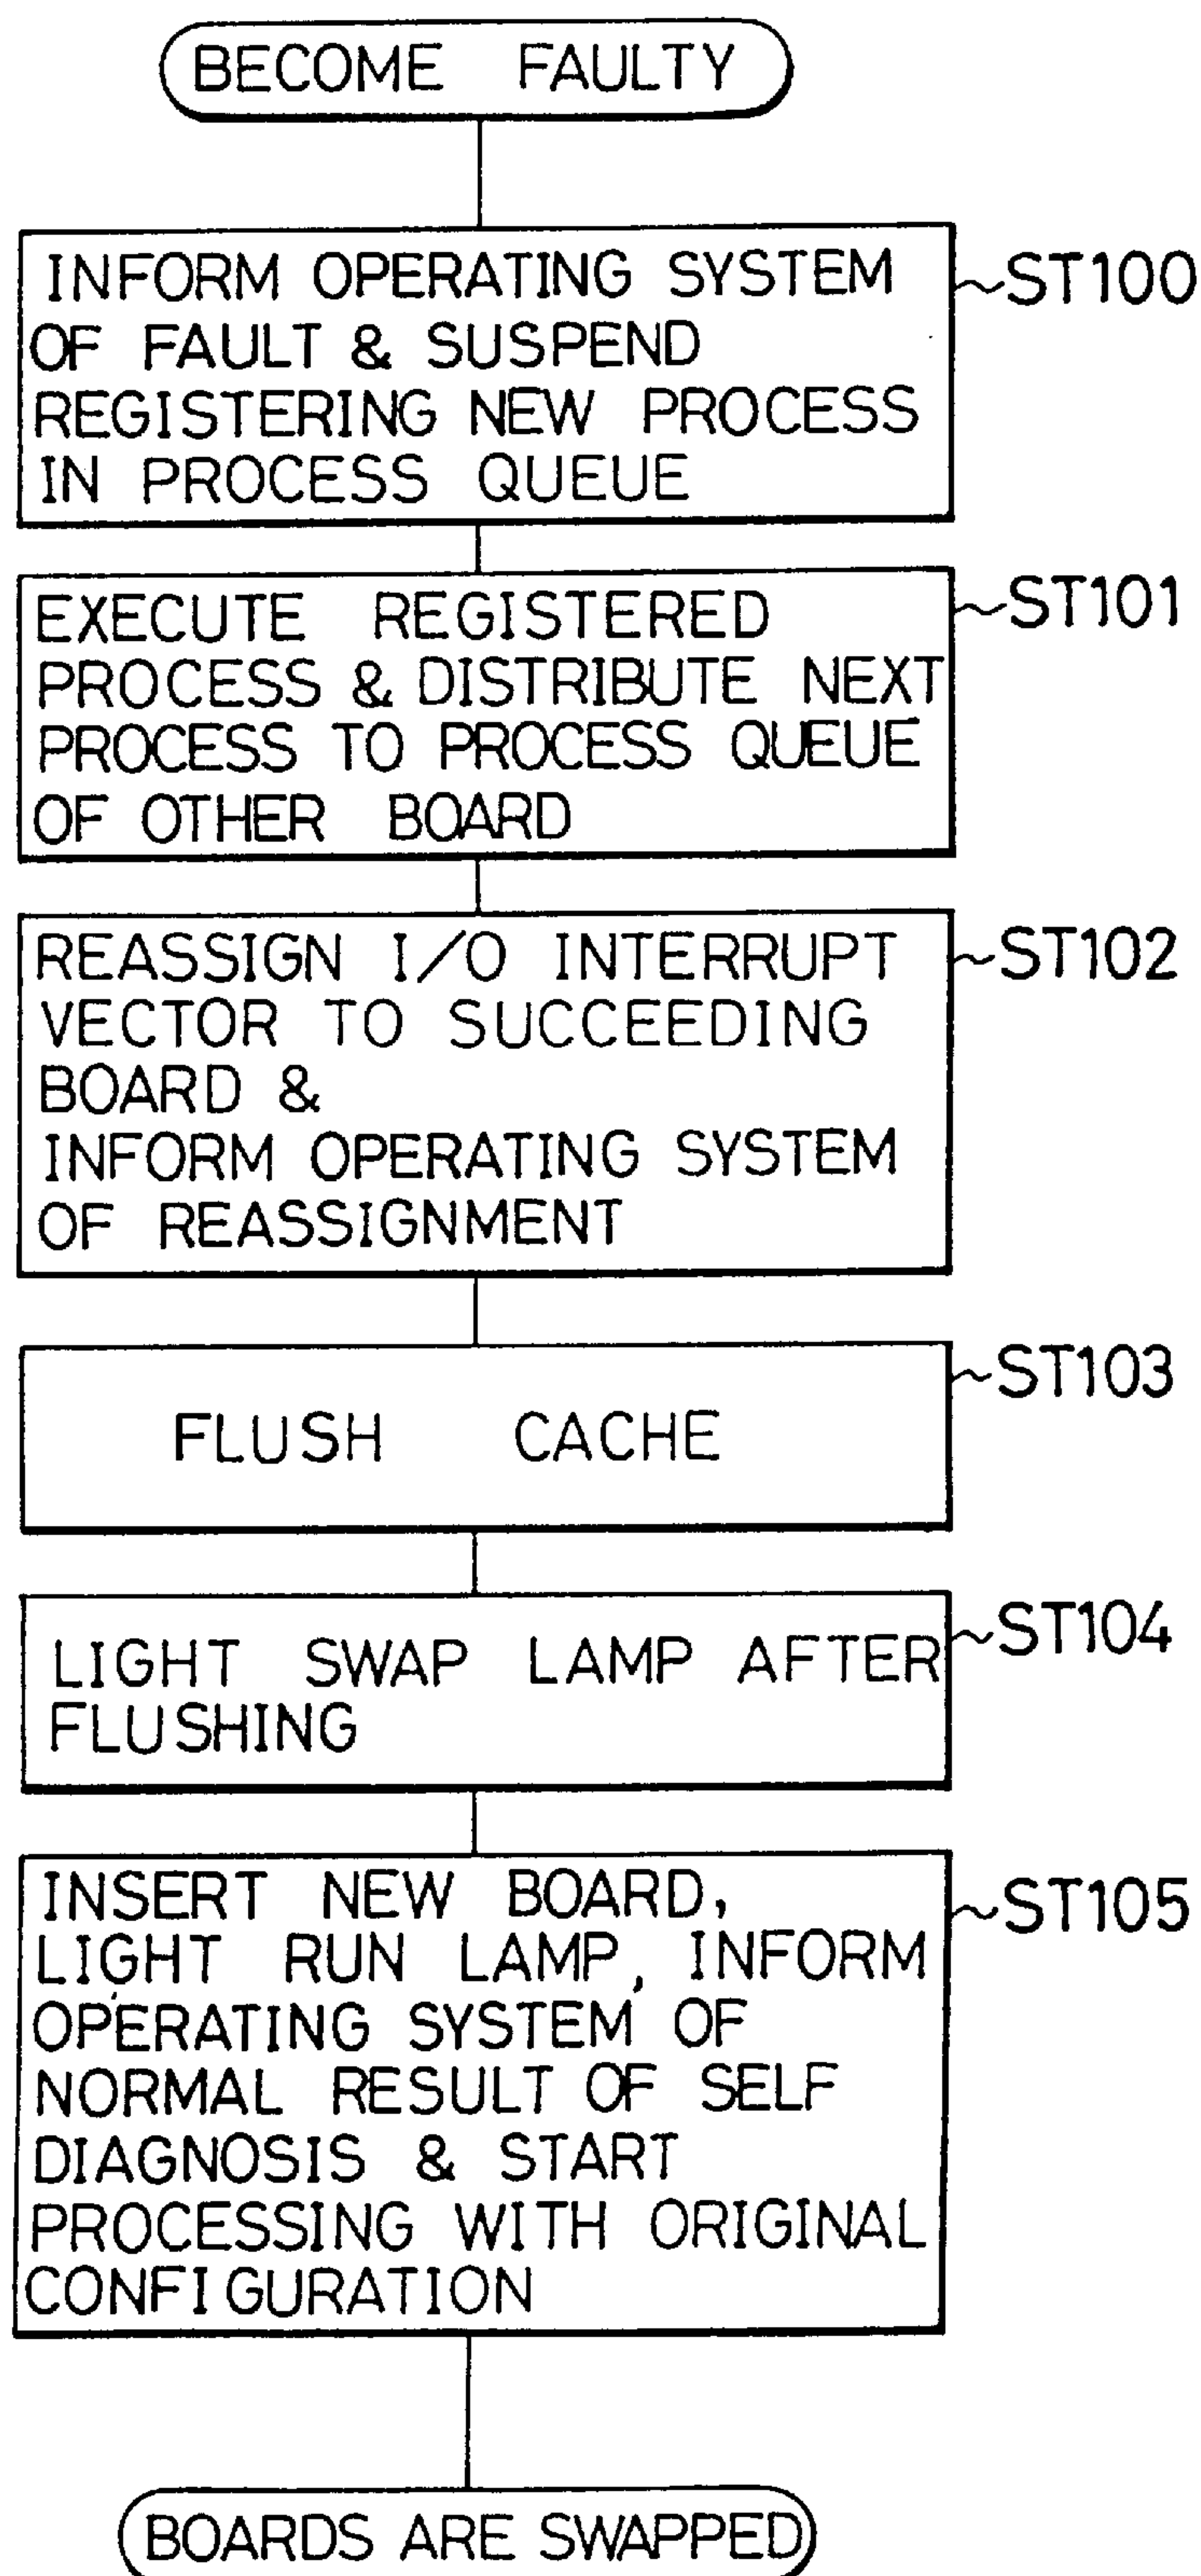 BECOME FAULTY
INFORM OPERATING SYSTEM
OF FAULT & SUSPEND
REGISTERING NEW PROCESS
IN PROCESS QUEUE
ST100
EXECUTE REGISTERED
PROCESS & DISTRIBUTE NEXT
PROCESS TO PROCESS QUEUE
OF OTHER BOARD
ST101
REASSIGN I/O INTERRUPT
VECTOR TO SUCCEEDING
BOARD &
INFORM OPERATING SYSTEM
OF REASSIGNMENT
ST102
FLUSH CACHE
ST103
LIGHT SWAP LAMP AFTER
FLUSHING
ST104
INSERT NEW BOARD,
LIGHT RUN LAMP, INFORM
OPERATING SYSTEM OF
NORMAL RESULT OF SELF
DIAGNOSIS & START
PROCESSING WITH ORIGINAL
CONFIGURATION
ST105
BOARDS ARE SWAPPED